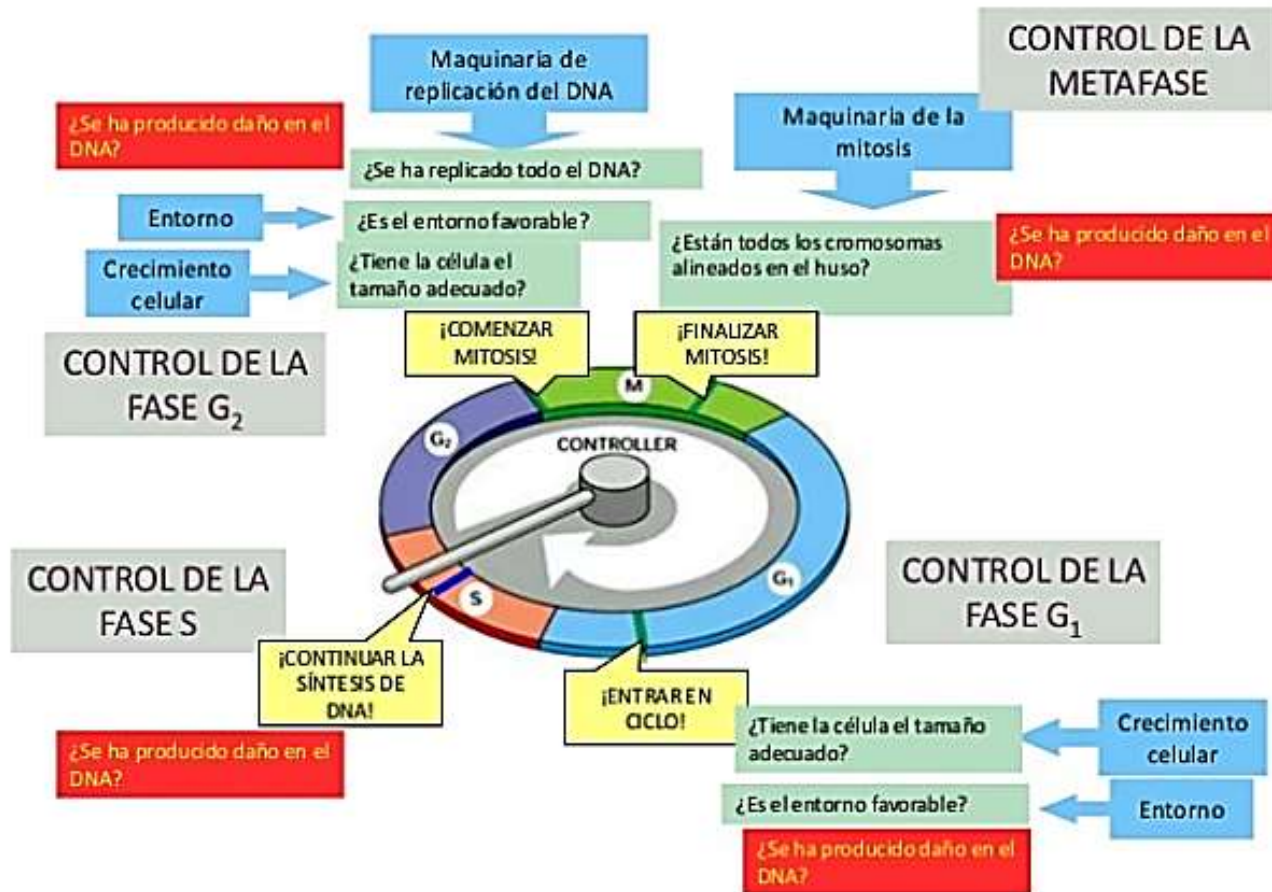 Maquinaria de
replicación del DNA
CONTROL DE LA
METAFASE
¿Se ha producido daño en el
DNA?
Maquinaria de la
mitosis
¿Se ha replicado todo el DNA?
Entorno
¿Es el entorno favorable?
Crecimiento
celular
¿Tiene la célula el
tamaño adecuado?
¿Están todos los cromosomas
alineados en el huso?
¿Se ha producido daño en el
DNA?
¡COMENZAR
MITOSIS!
¡FINALIZAR
MITOSIS!
CONTROL DE LA
FASE G₂
M
G₂
CONTROLLER
CONTROL DE LA
FASE S
S
G₁
CONTROL DE LA
FASE G₁
¡CONTINUAR LA
SÍNTESIS DE
DNA!
¡ENTRAR EN
CICLO!
¿Se ha producido daño en el
DNA?
¿Tiene la célula el tamaño
adecuado?
Crecimiento
celular
¿Es el entorno favorable?
Entorno
¿Se ha producido daño en el
DNA?